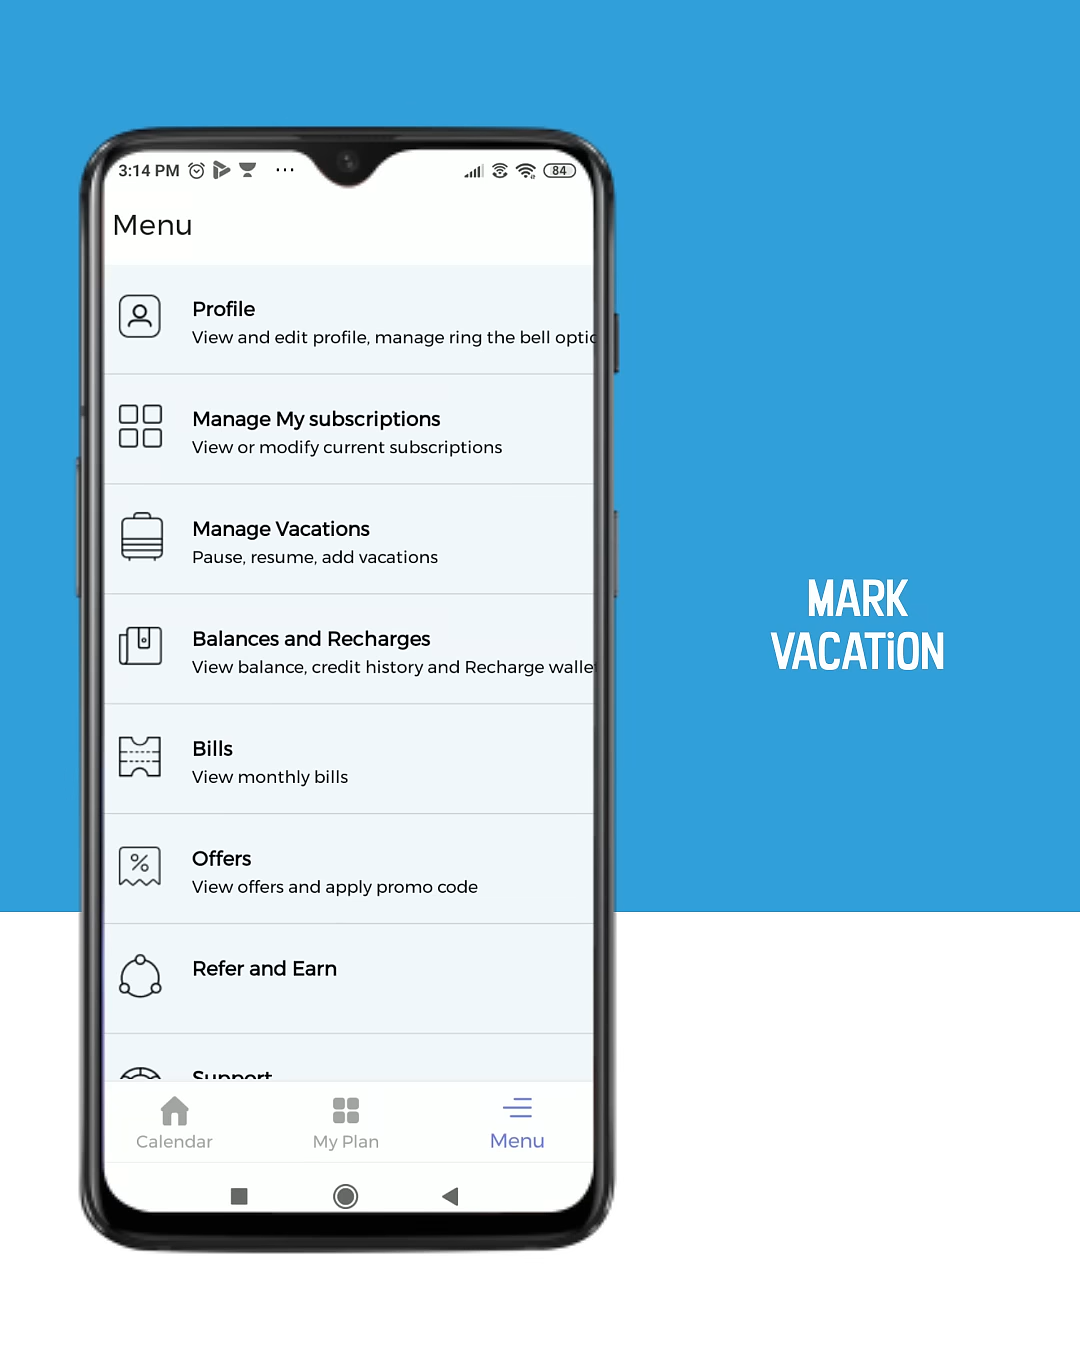 3:14 PM
84
Menu
Profile
View and edit profile, manage ring the bell optic
Manage My subscriptions
View or modify current subscriptions
Manage Vacations
Pause, resume, add vacations
Balances and Recharges
View balance, credit history and Recharge wallet
Bills
View monthly bills
%
Offers
View offers and apply promo code
Refer and Earn
Support
Calendar
My Plan
Menu
MARK
VACATiON